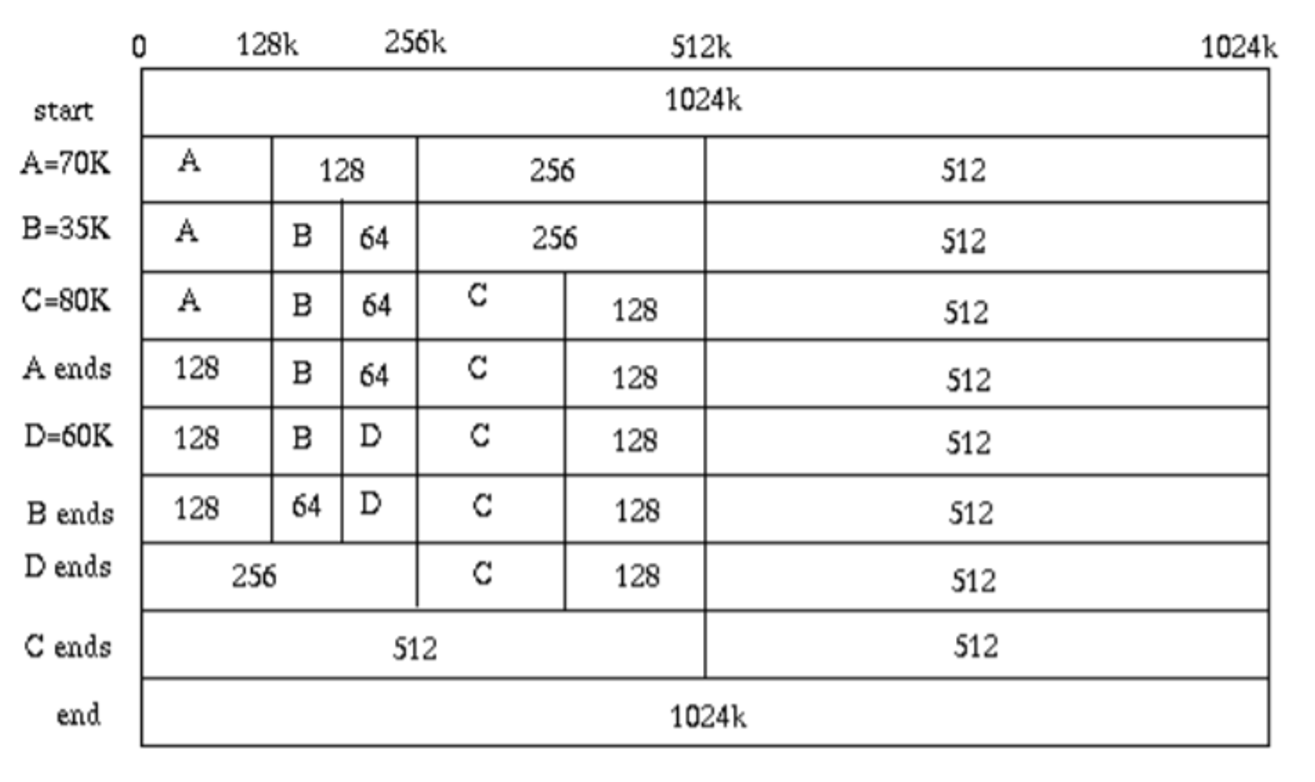 0 128k 256k 512k 1024k
start 1024k
A=70K A 128 256 512
B=35K A B 64 256 512
C=80K A B 64 C 128 512
A ends 128 B 64 C 128 512
D=60K 128 B D C 128 512
B ends 128 64 D C 128 512
D ends 256 C 128 512
C ends 512 512
end 1024k